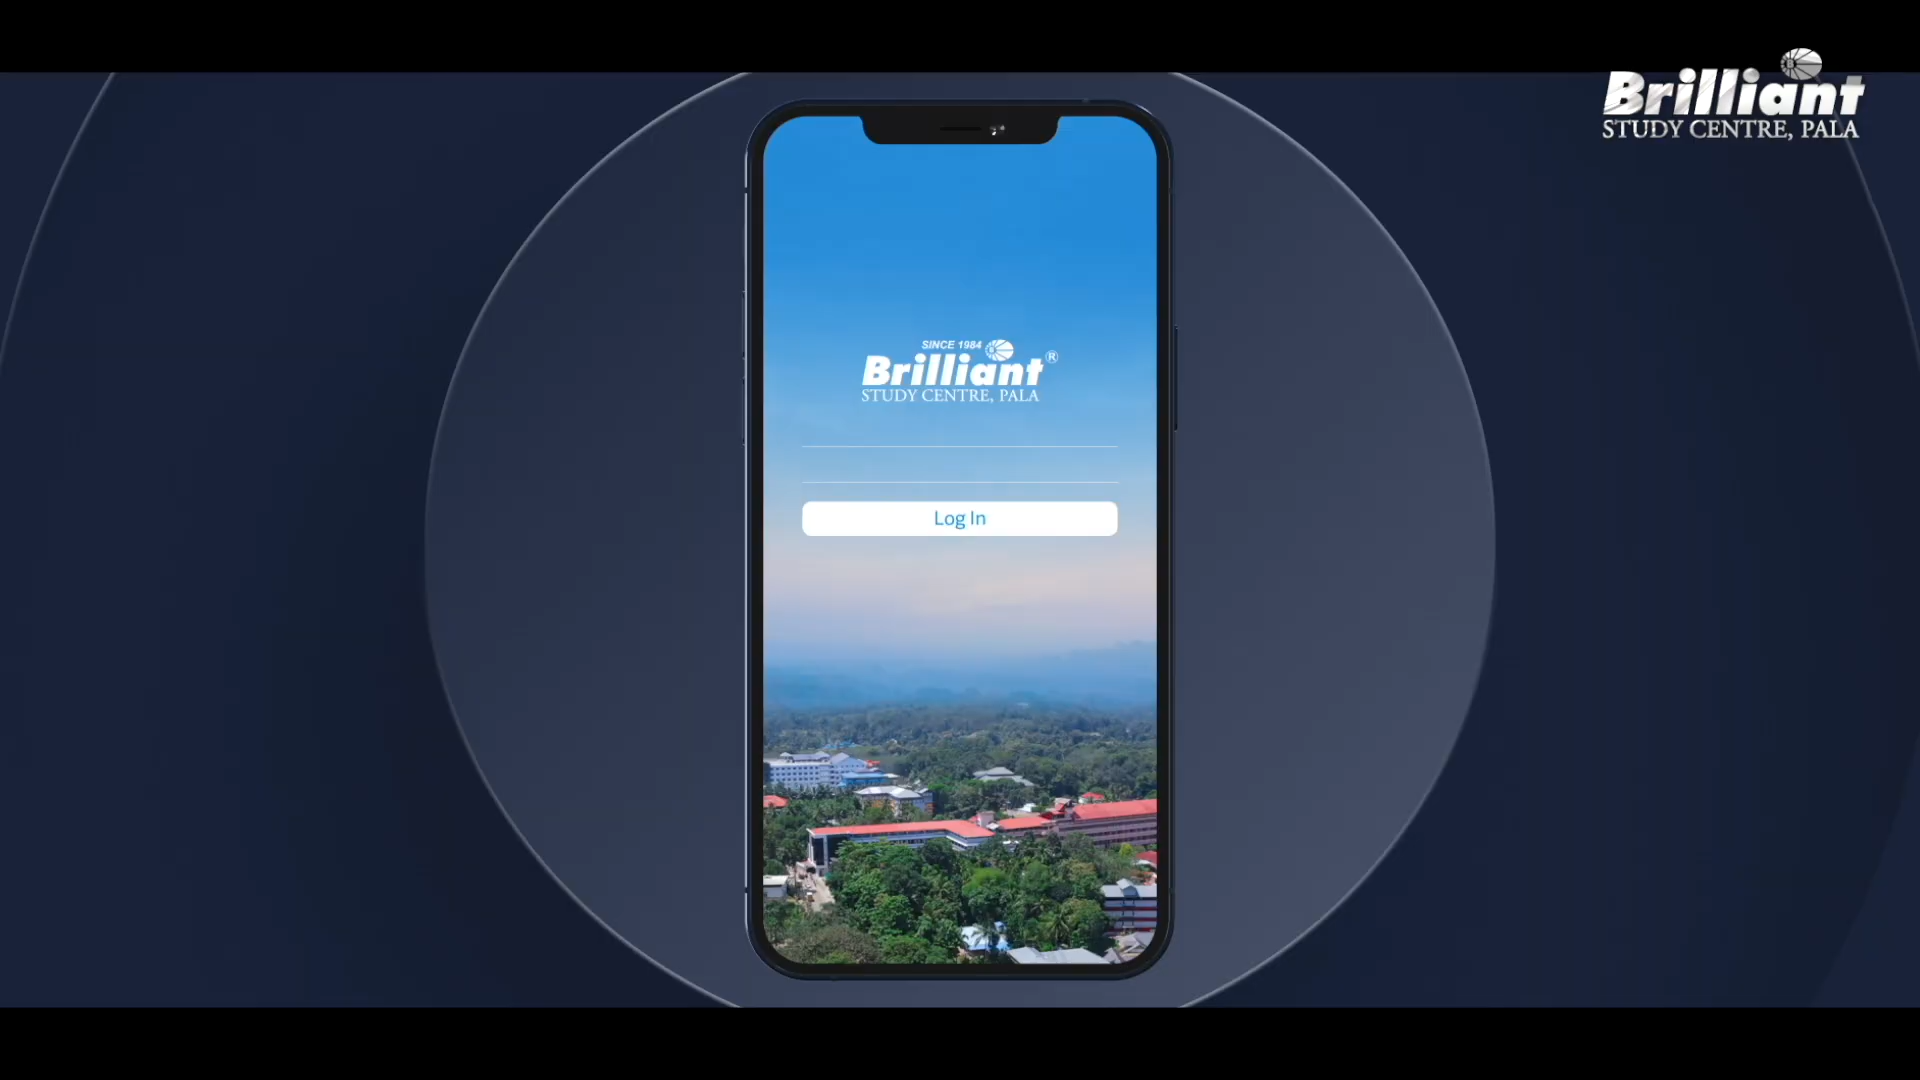 Brilliant
STUDY CENTRE, PALA
SINCE 1984
Brilliant®
STUDY CENTRE, PALA
Log In